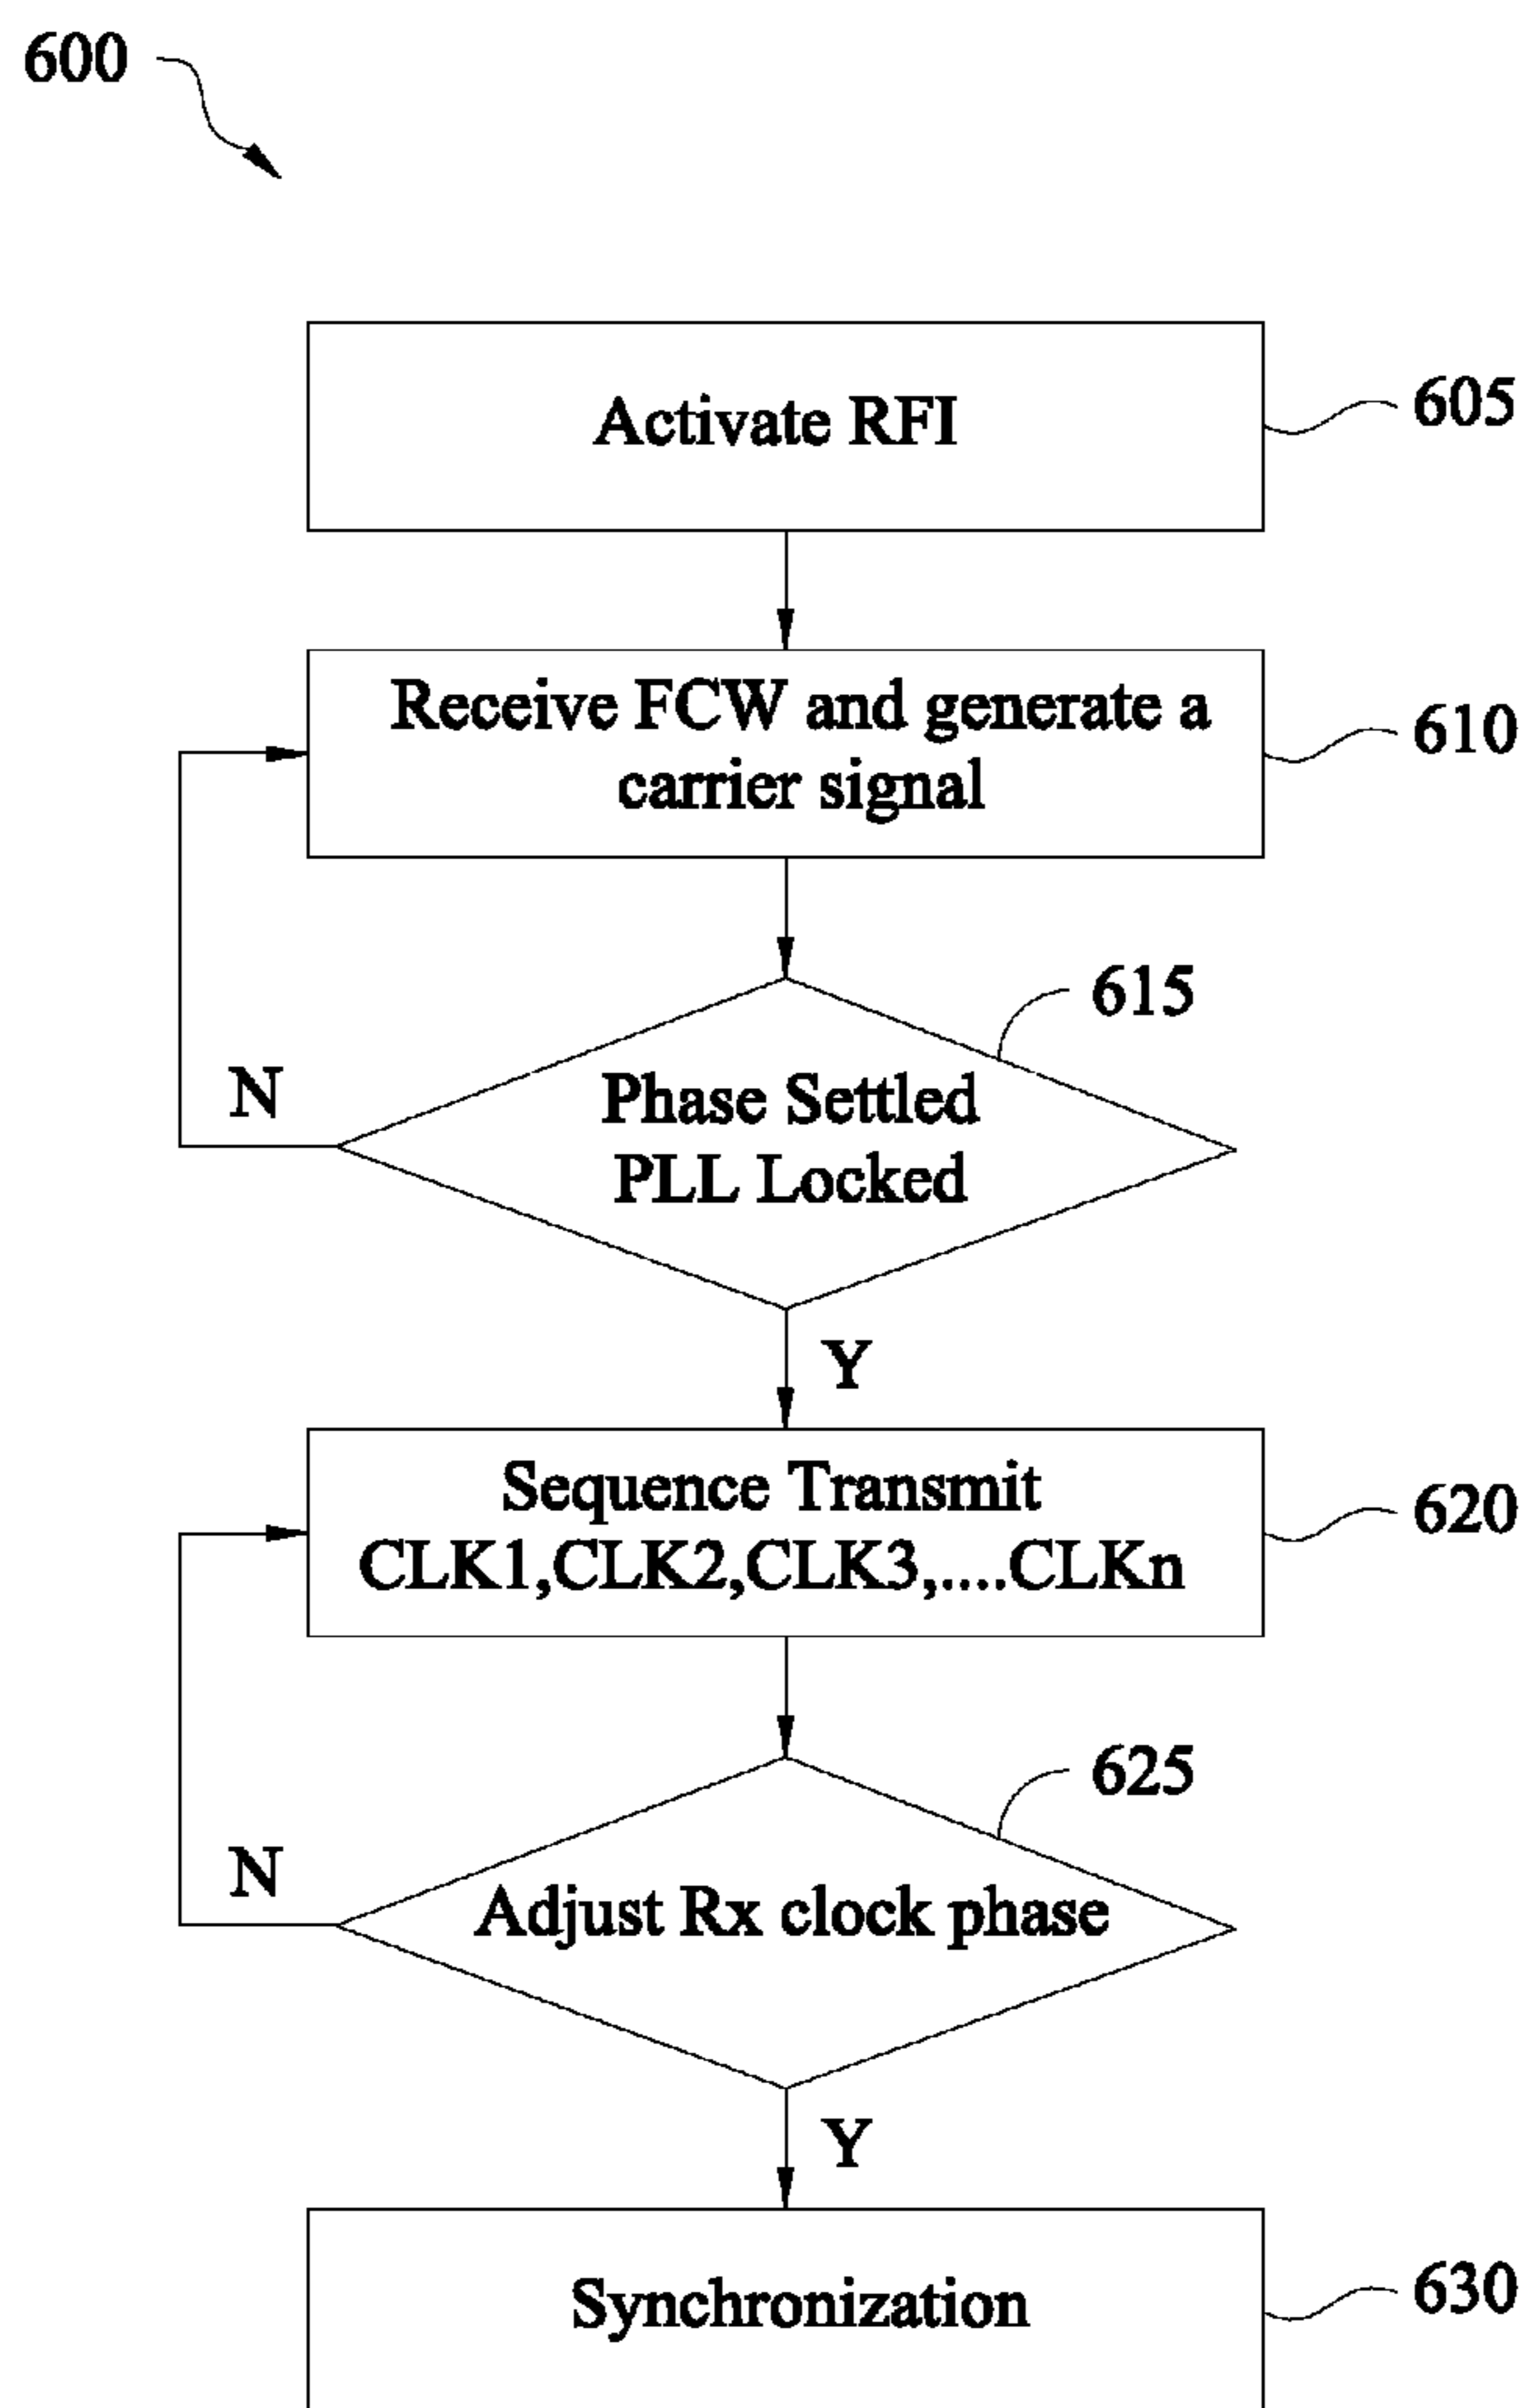 600
Activate RFI
605
Receive FCW and generate a
carrier signal
610
615
Phase Settled
PLL Locked
N
Y
Sequence Transmit
CLK1,CLK2,CLK3,....CLKn
620
625
Adjust Rx clock phase
N
Y
Synchronization
630